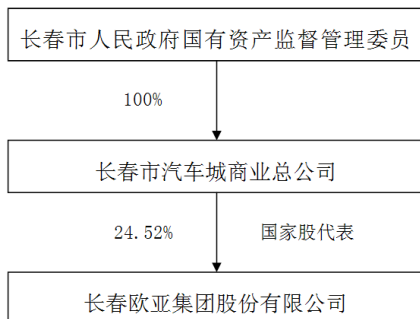 长春市人民政府国有资产监督管理委员
100%
长春市汽车城商业总公司
24.52% 国家股代表
长春欧亚集团股份有限公司